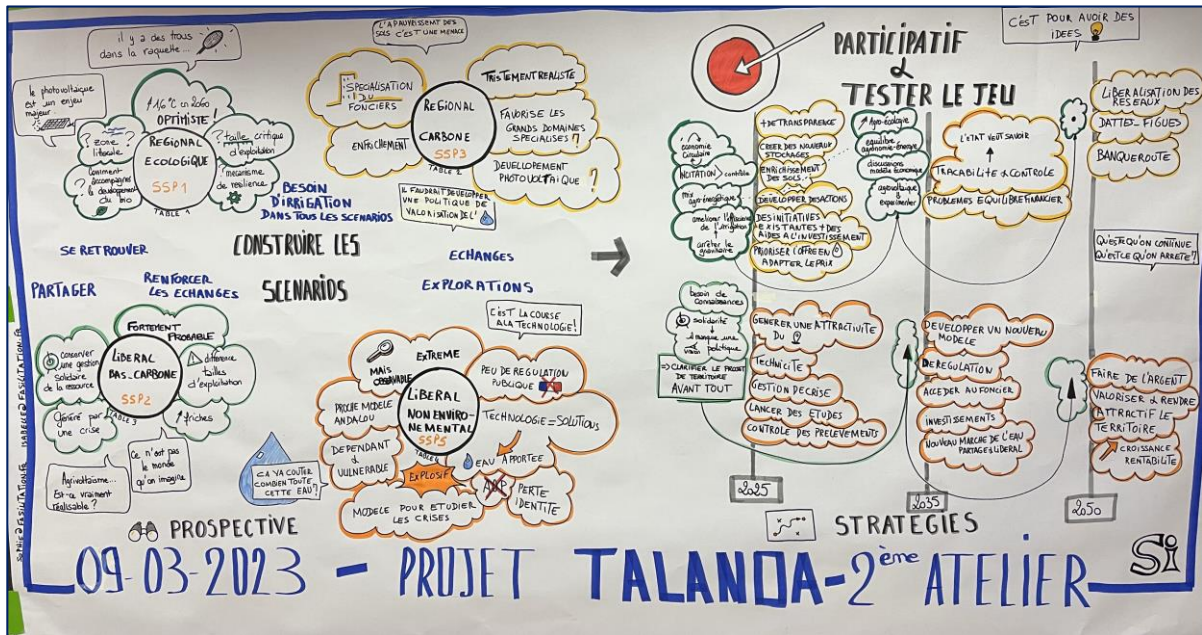 il y a des trous
dans la raquette...
le photovoltaïque
est un enjeu
majeur
↑ 1,6°C en 2060
OPTIMISTE !
? zone
littorale ?
Comment
accompagner
le développement
du bio
?
REGIONAL
ECOLOGIQUE
SSP1
TABLE 1
? taille critique
d'exploitation
mécanisme
de résilience
L'APAUVRISSEMENT DES
SOLS C'EST UNE MENACE
SPECIALISATION
DU
FONCIERS
ENFRICHEMENT
REGIONAL
CARBONE
SSP3
TABLE 2
TRISTEMENT REALISTE
FAVORISE LES
GRANDS DOMAINES
SPECIALISES ?!
DEVELLOPEMENT
PHOTOVOLTAIQUE ?
IL FAUDRAIT DEVELOPPER
UNE POLITIQUE DE
VALORISATION DE L'
BESOIN
D'IRRIGATION
DANS TOUS LES SCENARIOS
SE RETROUVER
CONSTRUIRE LES
SCENARIOS
ECHANGES
PARTAGER
RENFORCER
LES ECHANGES
EXPLORATIONS
FORTEMENT
PROBABLE
conserver
une gestion
solidaire
de la ressource
Généré par
une crise
LIBERAL
BAS_CARBONE
SSP2
TABLE 3
différence
tailles
d'exploitation
↑ friches
Agrivoltaïsme...
Est-ce vraiment
réalisable ?
Ce n'est pas
le monde
qu'on imagine
C'EST LA COURSE
A LA TECHNOLOGIE !
EXTREME
MAIS OBSERVABLE
PROCHE MODELE
ANDALOU
DEPENDANT
&
VULNERABLE
LIBERAL
NON ENVIRO-
NEMENTAL
SSP5
TABLE 4
EXPLOSIF
PEU DE REGULATION
PUBLIQUE
TECHNOLOGIE = SOLUTIONS
EAU APPORTEE
PERTE
IDENTITE
MODELE POUR ETUDIER
LES CRISES
CA VA COUTER
COMBIEN TOUTE
CETTE EAU ?
PROSPECTIVE
PARTICIPATIF
&
TESTER LE JEU
C'EST POUR AVOIR DES
IDEES
économie
circulaire
INCITATION / contrôle
mix
agro-énergétique
améliorer l'efficience
de l'irrigation
arrêter le
gravitaire
+ DE TRANSPARENCE
CREER DES NOUVEAUX
STOCKAGES
ENRICHISSEMENT
DES SOLS
DEVELOPPER DES ACTIONS
DES INITIATIVES
EXISTANTES + DES
AIDES A L'INVESTISSEMENT
PRIORISER L'OFFRE EN
ADAPTER LE PRIX
↗ Agro-écologie
équilibre
agronomie-énergie
discussions
modèle économique
agrivoltaïque
à expérimenter
L'ETAT VEUT SAVOIR
↑
TRACABILITE & CONTROLE
PROBLEMES EQUILIBRE FINANCIER
LIBERALISATION DES
RESEAUX
DATTES_FIGUES
BANQUEROUTE
QU'EST CE QU'ON CONTINUE
QU'EST CE QU'ON ARRETE ?
besoin de
connaissances
solidarité
il manque une
vision politique
=> CLARIFIER LE PROJET
DE TERRITOIRE
AVANT TOUT
GENERER UNE ATTRACTIVITE
DU
TECHNICITE
GESTION DE CRISE
LANCER DES ETUDES
CONTROLE DES PRELEVEMENTS
DEVELOPPER UN NOUVEAU
MODELE
DEREGULATION
ACCEDER AU FONCIER
INVESTISSEMENTS
NOUVEAU MARCHE DE L'EAU
PARTAGE & LIBERAL
FAIRE DE L'ARGENT
VALORISER & RENDRE
ATTRACTIF LE
TERRITOIRE
CROISSANCE
RENTABILITE
2025
2035
2050
STRATEGIES
Si
09-03-2023 - PROJET TALANOA-2ème ATELIER